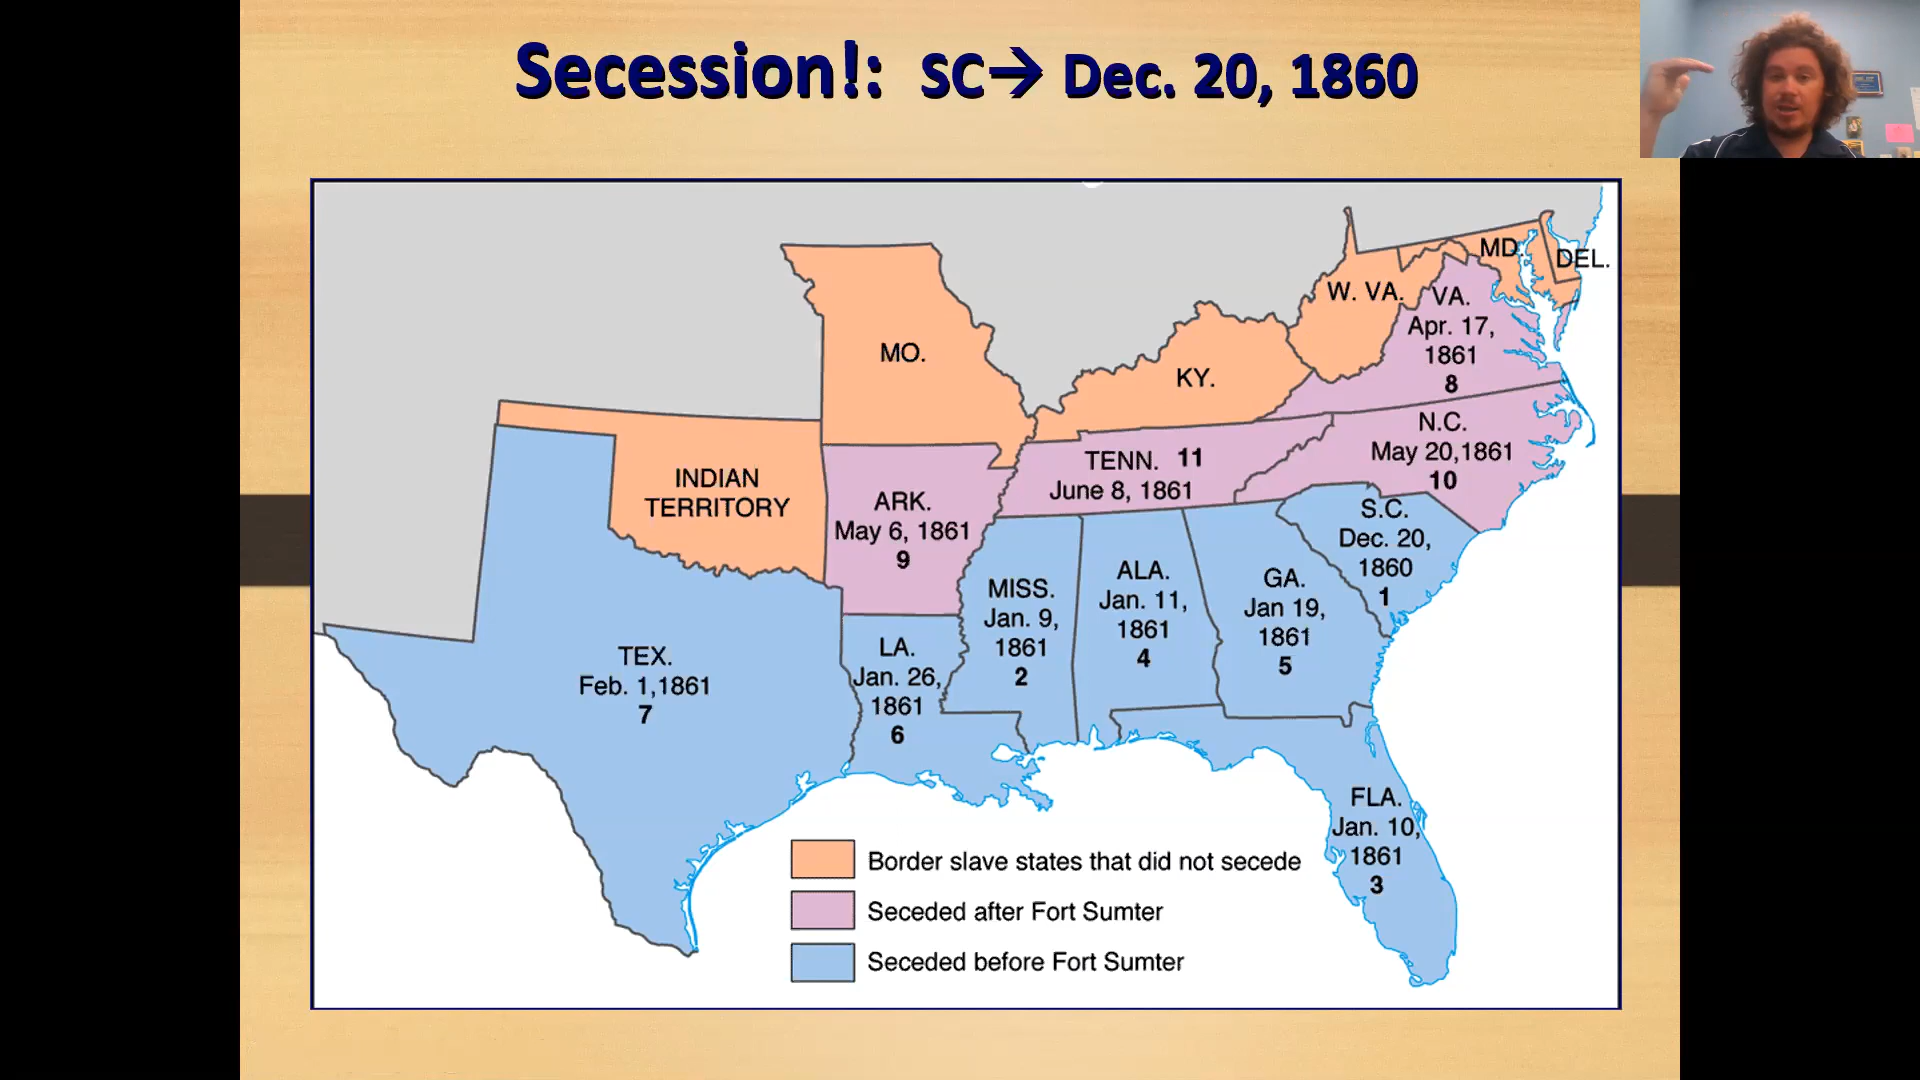 Secession!: SC→ Dec. 20, 1860
MD.
DEL.
W. VA.
VA.
Apr. 17,
1861
8
MO.
KY.
N.C.
May 20,1861
10
TENN. 11
June 8, 1861
INDIAN
TERRITORY
ARK.
May 6, 1861
9
S.C.
Dec. 20,
1860
1
MISS.
Jan. 9,
1861
2
ALA.
Jan. 11,
1861
4
GA.
Jan 19,
1861
5
TEX.
Feb. 1,1861
7
LA.
Jan. 26,
1861
6
FLA.
Jan. 10,
1861
3
Border slave states that did not secede
Seceded after Fort Sumter
Seceded before Fort Sumter